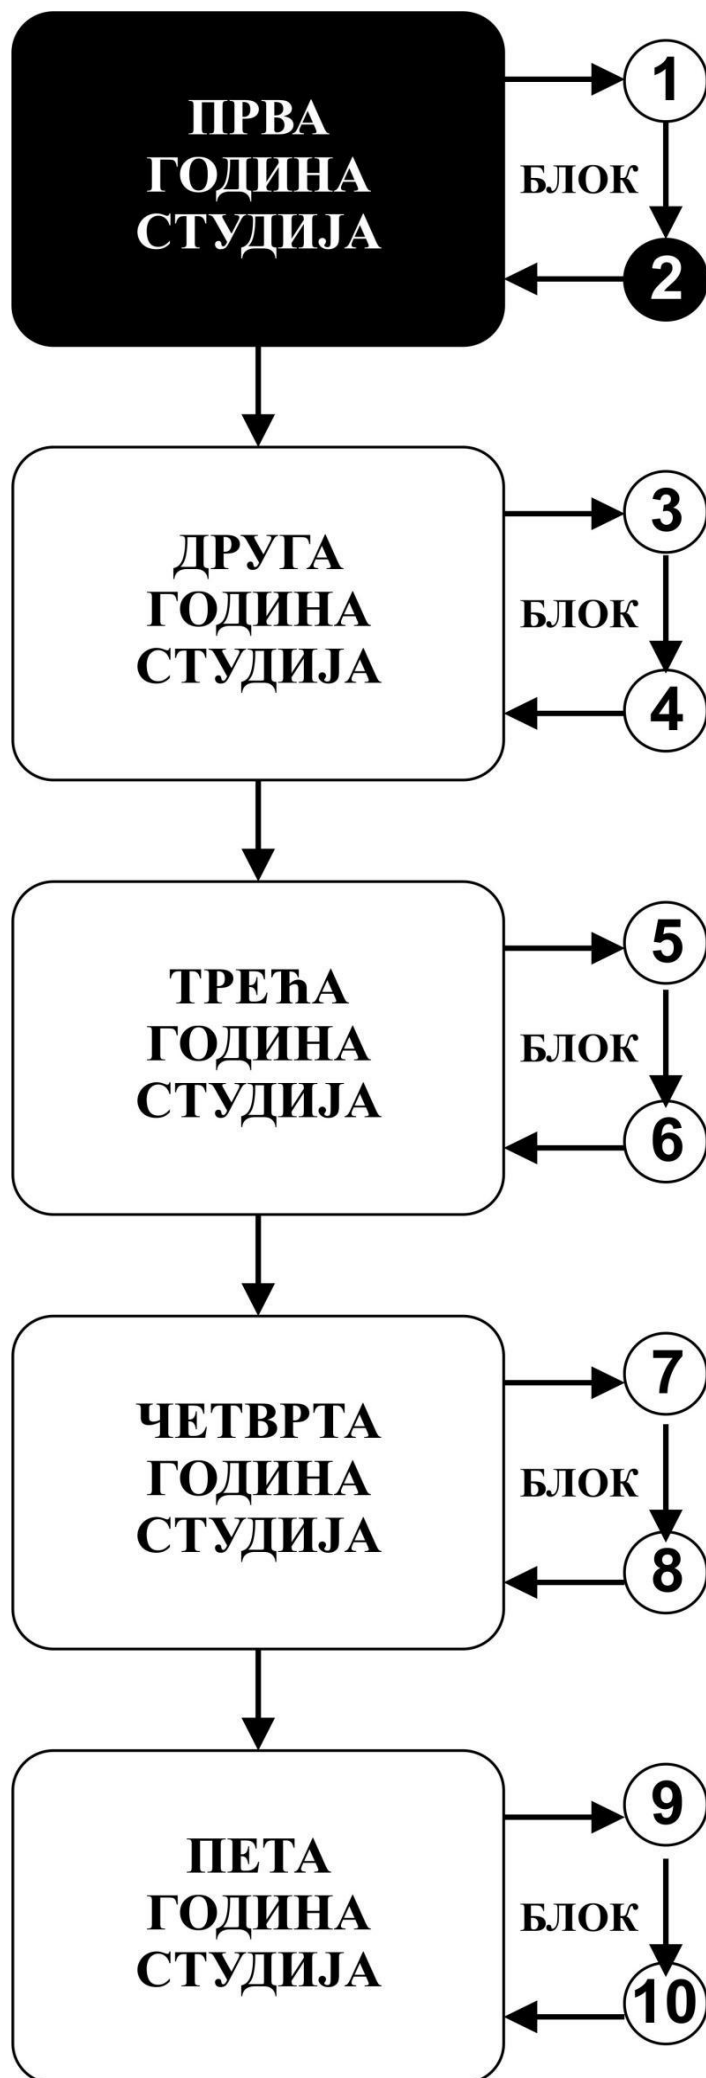 ПРВА
ГОДИНА
СТУДИЈА
1
БЛОК
2
ДРУГА
ГОДИНА
СТУДИЈА
3
БЛОК
4
ТРЕЋА
ГОДИНА
СТУДИЈА
5
БЛОК
6
ЧЕТВРТА
ГОДИНА
СТУДИЈА
7
БЛОК
8
ПЕТА
ГОДИНА
СТУДИЈА
9
БЛОК
10